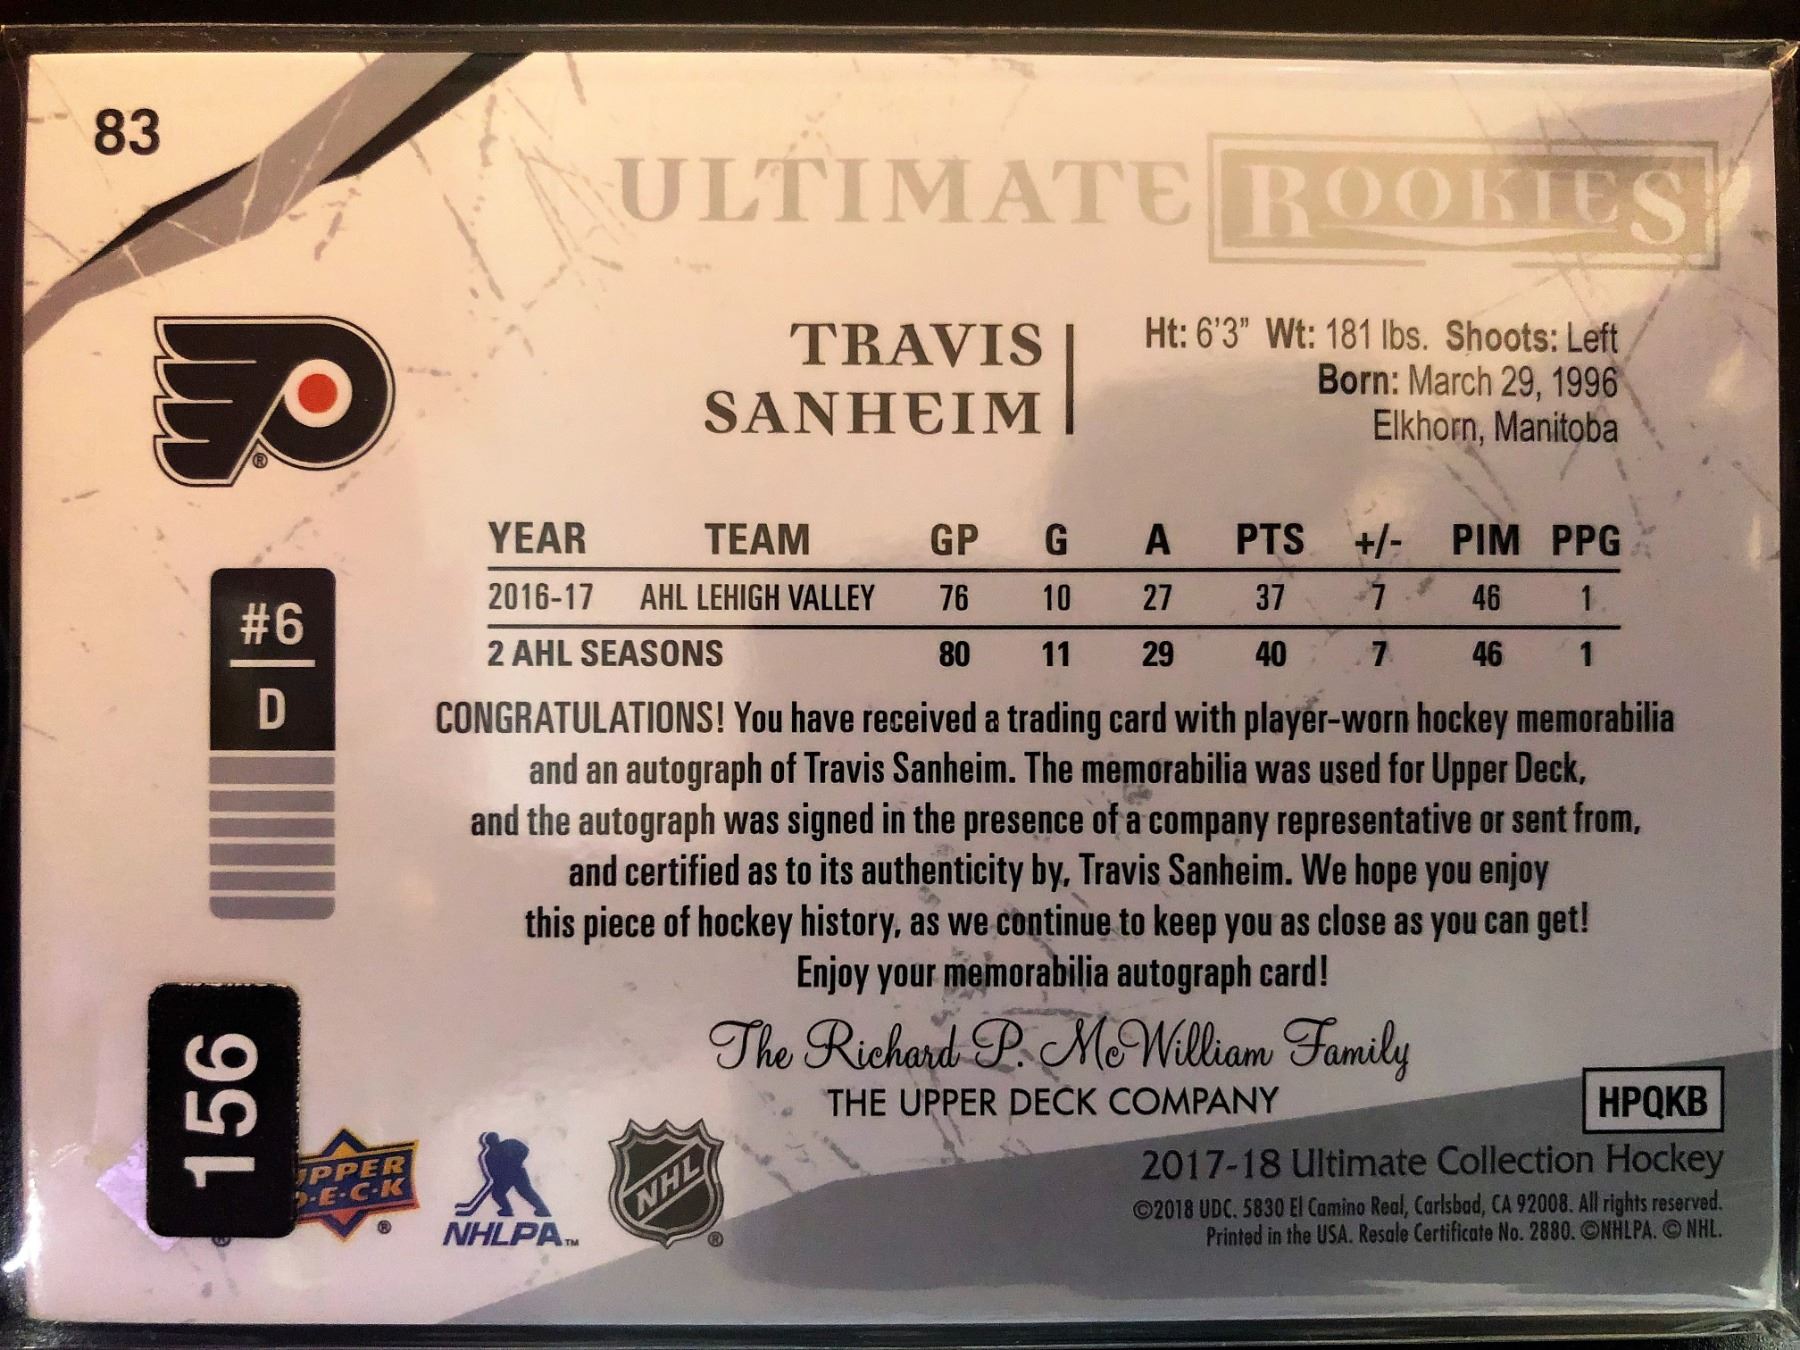 83
ULTIMATE ROOKIES
TRAVIS
SANHEIM
Ht: 6'3" Wt: 181 lbs. Shoots: Left
Born: March 29, 1996
Elkhorn, Manitoba
®
#6
D
YEAR TEAM GP G A PTS +/- PIM PPG
2016-17 AHL LEHIGH VALLEY 76 10 27 37 7 46 1
2 AHL SEASONS 80 11 29 40 7 46 1
CONGRATULATIONS! You have received a trading card with player-worn hockey memorabilia
and an autograph of Travis Sanheim. The memorabilia was used for Upper Deck,
and the autograph was signed in the presence of a company representative or sent from,
and certified as to its authenticity by, Travis Sanheim. We hope you enjoy
this piece of hockey history, as we continue to keep you as close as you can get!
Enjoy your memorabilia autograph card!
The Richard P. McWilliam Family
THE UPPER DECK COMPANY
156
UPPER
D·E·C·K ®
NHLPA™
NHL ®
HPQKB
2017-18 Ultimate Collection Hockey
©2018 UDC. 5830 El Camino Real, Carlsbad, CA 92008. All rights reserved.
Printed in the USA. Resale Certificate No. 2880. ©NHLPA. © NHL.